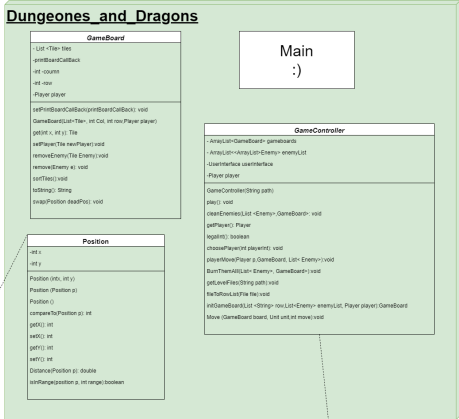 Dungeones_and_Dragons
GameBoard
- List <Tile> tiles
-printBoardCallBack
-int -coumn
-int -row
-Player player
setPrintBoardCallBack(printBoardCallBack): void
GameBoard(List<Tile>, int Col, int row,Player player)
get(int x, int y): Tile
setPlayer(Tile newPlayer):void
removeEnemy(Tile Enemy):void
remove(Enemy e): void
sortTiles():void
toString(): String
swap(Position deadPos): void
Main
:)
GameController
- ArrayList<GameBoard> gameboards
- ArrayList<<ArrayList>Enemy> enemyList
-UserInterface userinterface
-Player player
GameController(String path)
play(): void
cleanEnemies(List <Enemy>,GameBoard>: void
getPlayer(): Player
legalInt(): boolean
choosePlayer(int playerInt): void
playerMove(Player p,GameBoard, List< Enemy>):void
BurnThemAlll(List< Enemy>, GameBoard>):void
getLevelFiles(String path):void
fileToRowList(File file):void
initGameBoard(List <String> row,List<Enemy> enemyList, Player player):GameBoard
Move (GameBoard board, Unit unit,int move):void
Position
-int x
-int y
Position (intx, int y)
Position (Position p)
Position ()
compareTo(Position p): int
getX(): int
setX(): int
getY(): int
setY(): int
Distance(Position p): double
isInRange(position p, int range):boolean